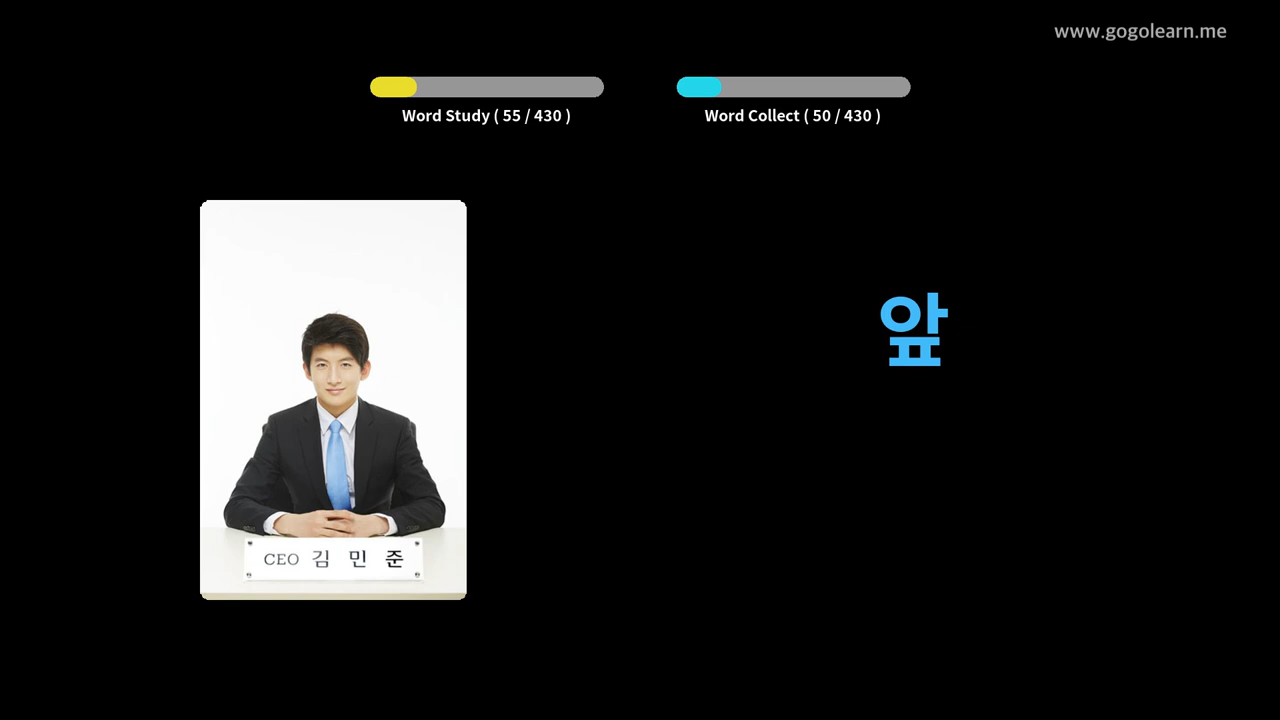 www.gogolearn.me
Word Study ( 55 / 430 )
Word Collect ( 50 / 430 )
앞
CEO 김 민 준